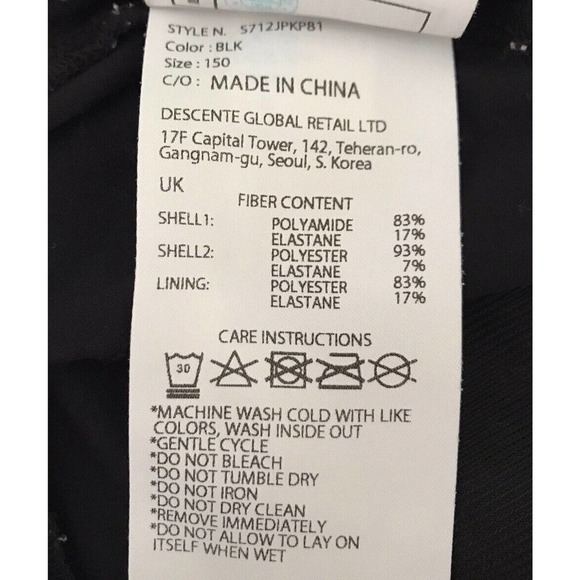 STYLE N. S712JPKPB1
Color : BLK
Size : 150
C/O : MADE IN CHINA
DESCENTE GLOBAL RETAIL LTD
17F Capital Tower, 142, Teheran-ro,
Gangnam-gu, Seoul, S. Korea
UK
FIBER CONTENT
SHELL1: POLYAMIDE 83%
ELASTANE 17%
SHELL2: POLYESTER 93%
ELASTANE 7%
LINING: POLYESTER 83%
ELASTANE 17%
CARE INSTRUCTIONS
30
*MACHINE WASH COLD WITH LIKE
COLORS, WASH INSIDE OUT
*GENTLE CYCLE
*DO NOT BLEACH
*DO NOT TUMBLE DRY
*DO NOT IRON
*DO NOT DRY CLEAN
*REMOVE IMMEDIATELY
*DO NOT ALLOW TO LAY ON
ITSELF WHEN WET